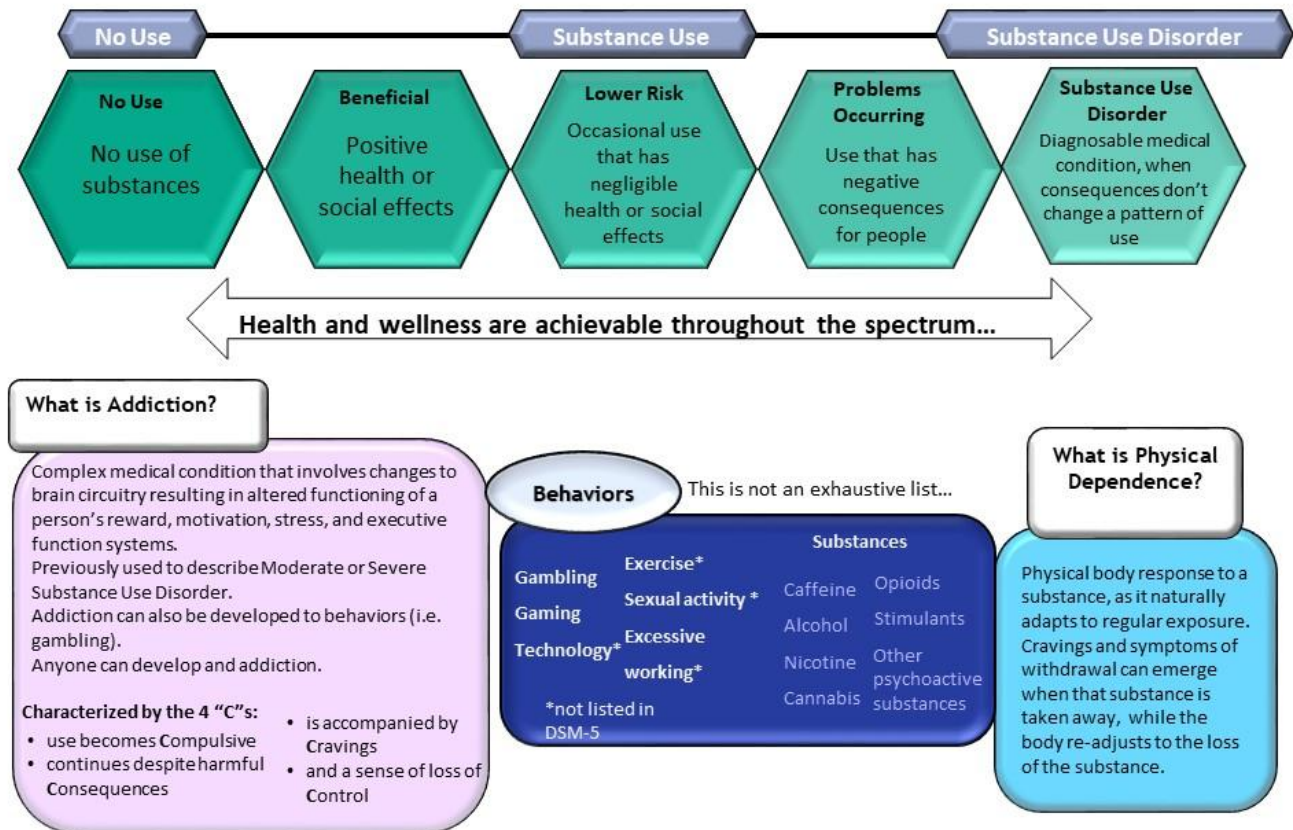 No Use
Substance Use
Substance Use Disorder
No Use
No use of
substances
Beneficial
Positive
health or
social effects
Lower Risk
Occasional use
that has
negligible
health or social
effects
Problems
Occurring
Use that has
negative
consequences
for people
Substance Use
Disorder
Diagnosable medical
condition, when
consequences don't
change a pattern of
use
Health and wellness are achievable throughout the spectrum...
What is Addiction?
Complex medical condition that involves changes to
brain circuitry resulting in altered functioning of a
person's reward, motivation, stress, and executive
function systems.
Previously used to describe Moderate or Severe
Substance Use Disorder.
Addiction can also be developed to behaviors (i.e.
gambling).
Anyone can develop and addiction.
Characterized by the 4 "C"s:
• use becomes Compulsive
• continues despite harmful
Consequences
• is accompanied by
Cravings
• and a sense of loss of
Control
Behaviors
This is not an exhaustive list...
Gambling
Gaming
Technology*
Exercise*
Sexual activity *
Excessive
working*
*not listed in
DSM-5
Substances
Caffeine
Alcohol
Nicotine
Cannabis
Opioids
Stimulants
Other
psychoactive
substances
What is Physical
Dependence?
Physical body response to a
substance, as it naturally
adapts to regular exposure.
Cravings and symptoms of
withdrawal can emerge
when that substance is
taken away, while the
body re-adjusts to the loss
of the substance.